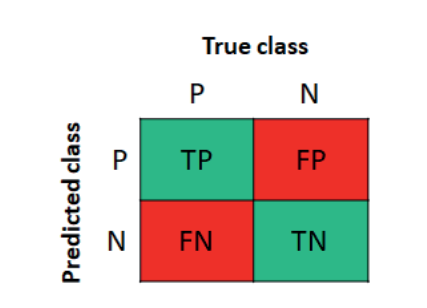 True class
P N
Predicted class
P TP FP
N FN TN